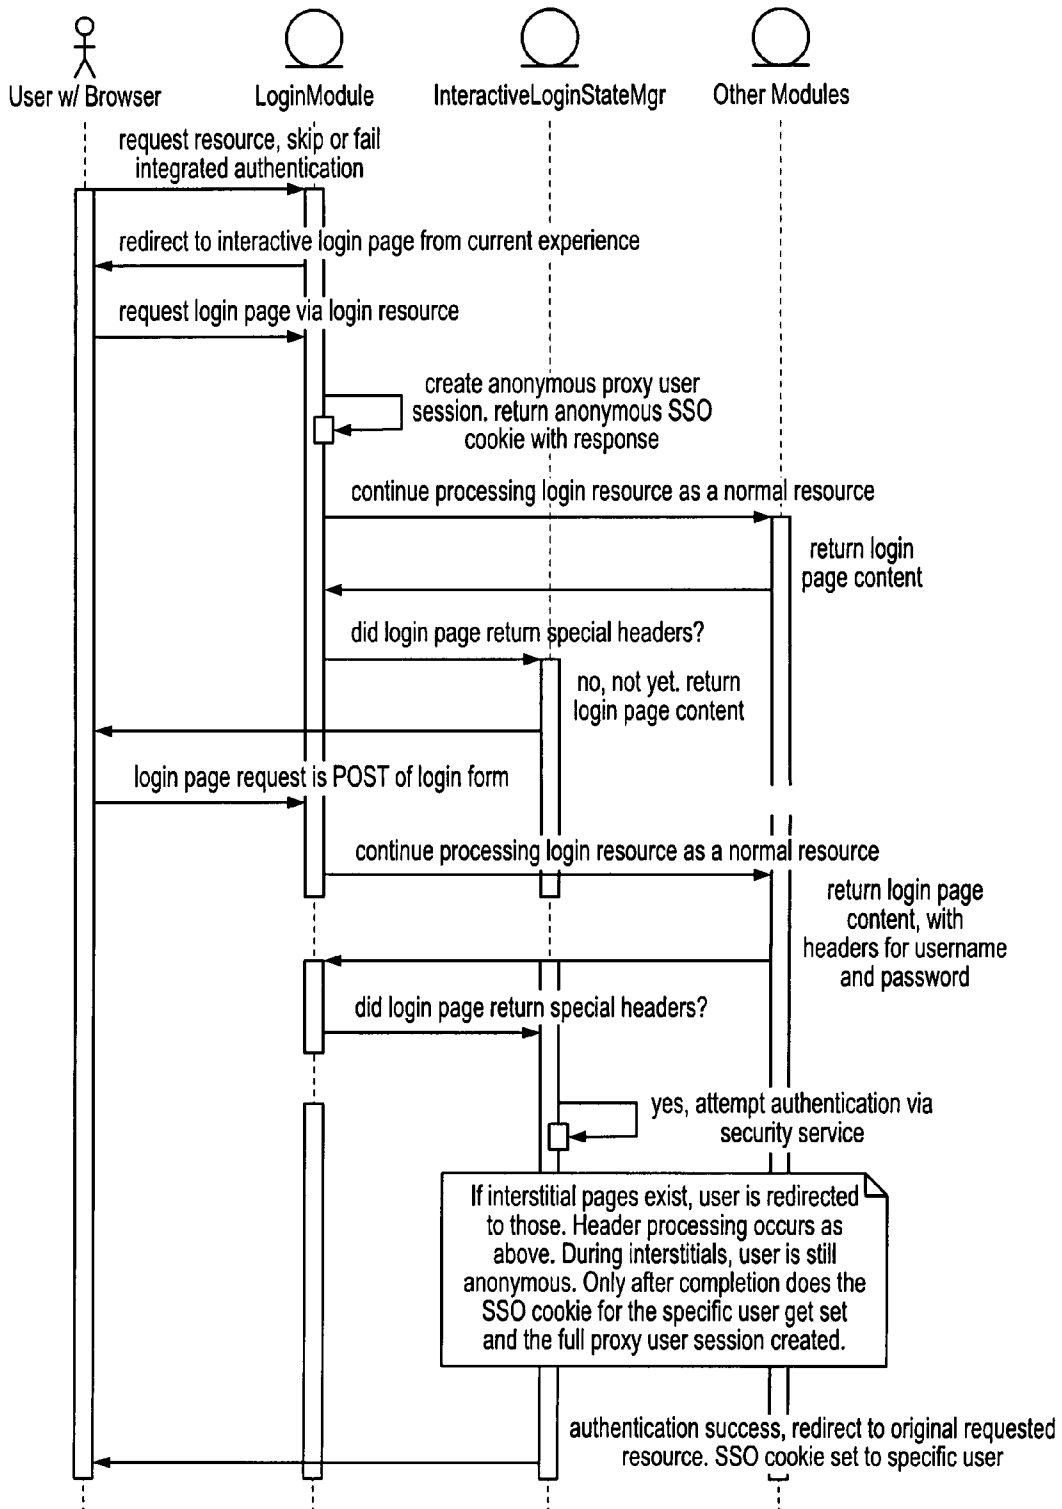 User w/ Browser
LoginModule
InteractiveLoginStateMgr
Other Modules
request resource, skip or fail
integrated authentication
redirect to interactive login page from current experience
request login page via login resource
create anonymous proxy user
session. return anonymous SSO
cookie with response
continue processing login resource as a normal resource
return login
page content
did login page return special headers?
no, not yet. return
login page content
login page request is POST of login form
continue processing login resource as a normal resource
return login page
content, with
headers for username
and password
did login page return special headers?
yes, attempt authentication via
security service
If interstitial pages exist, user is redirected
to those. Header processing occurs as
above. During interstitials, user is still
anonymous. Only after completion does the
SSO cookie for the specific user get set
and the full proxy user session created.
authentication success, redirect to original requested
resource. SSO cookie set to specific user